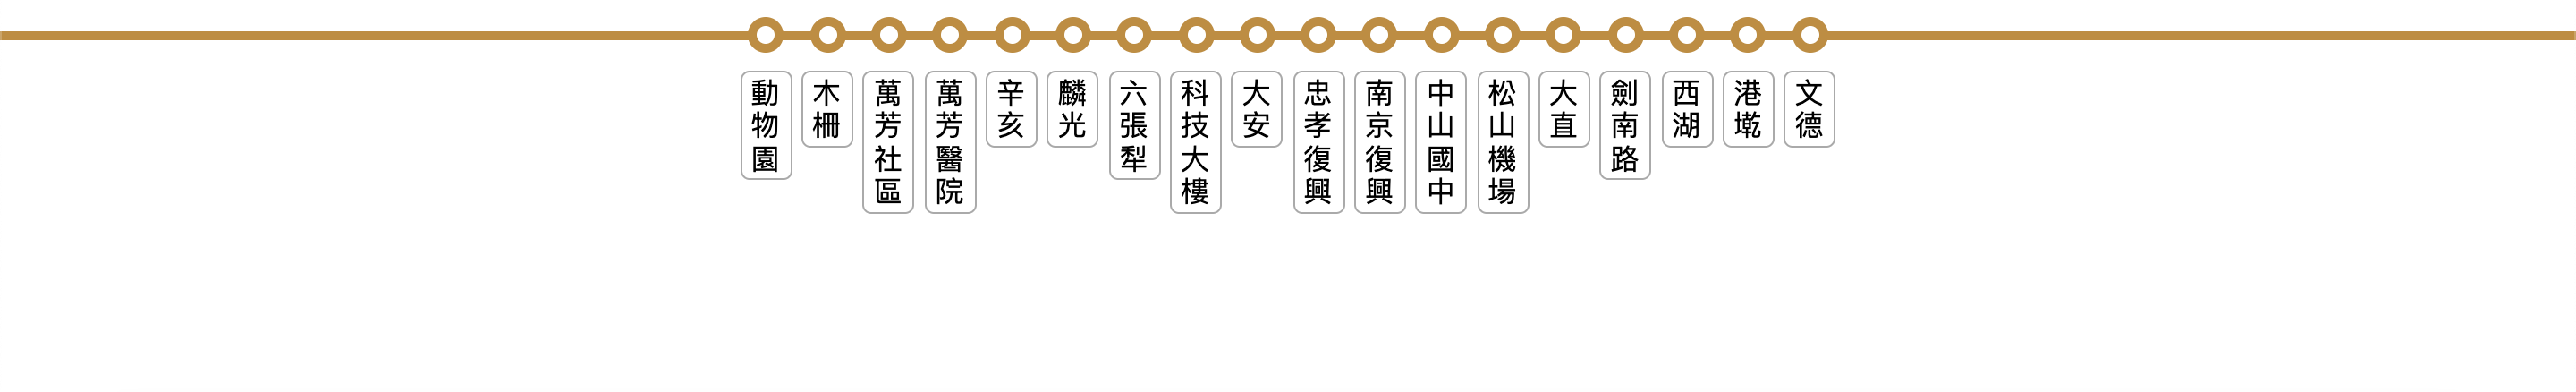 動物園
木柵
萬芳社區
萬芳醫院
辛亥
麟光
六張犁
科技大樓
大安
忠孝復興
南京復興
中山國中
松山機場
大直
劍南路
西湖
港墘
文德